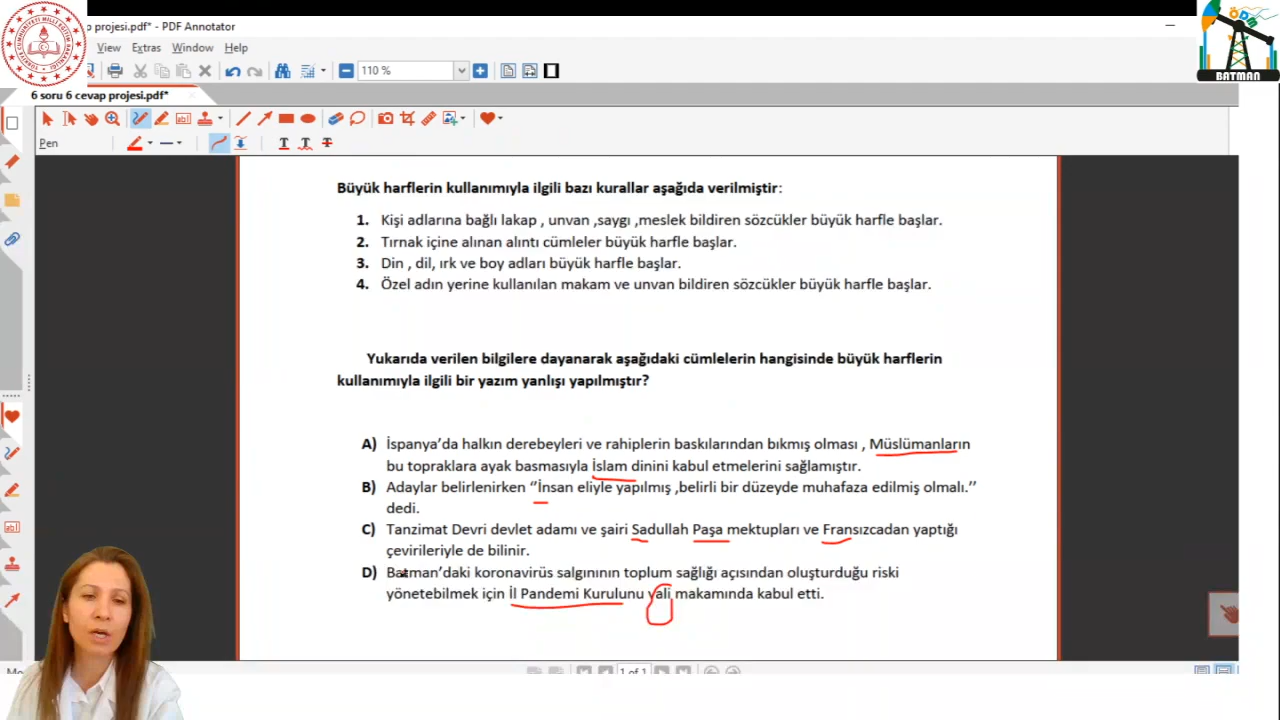 ap projesi.pdf* - PDF Annotator
View Extras Window Help
110 %
6 soru 6 cevap projesi.pdf*
Pen
Büyük harflerin kullanımıyla ilgili bazı kurallar aşağıda verilmiştir:
1. Kişi adlarına bağlı lakap , unvan ,saygı ,meslek bildiren sözcükler büyük harfle başlar.
2. Tırnak içine alınan alıntı cümleler büyük harfle başlar.
3. Din , dil, ırk ve boy adları büyük harfle başlar.
4. Özel adın yerine kullanılan makam ve unvan bildiren sözcükler büyük harfle başlar.
Yukarıda verilen bilgilere dayanarak aşağıdaki cümlelerin hangisinde büyük harflerin
kullanımıyla ilgili bir yazım yanlışı yapılmıştır?
A) İspanya’da halkın derebeyleri ve rahiplerin baskılarından bıkmış olması , Müslümanların
bu topraklara ayak basmasıyla İslam dinini kabul etmelerini sağlamıştır.
B) Adaylar belirlenirken ‘’İnsan eliyle yapılmış ,belirli bir düzeyde muhafaza edilmiş olmalı.’’
dedi.
C) Tanzimat Devri devlet adamı ve şairi Sadullah Paşa mektupları ve Fransızcadan yaptığı
çevirileriyle de bilinir.
D) Batman’daki koronavirüs salgınının toplum sağlığı açısından oluşturduğu riski
yönetebilmek için İl Pandemi Kurulunu vali makamında kabul etti.
1 of 1
BATMAN